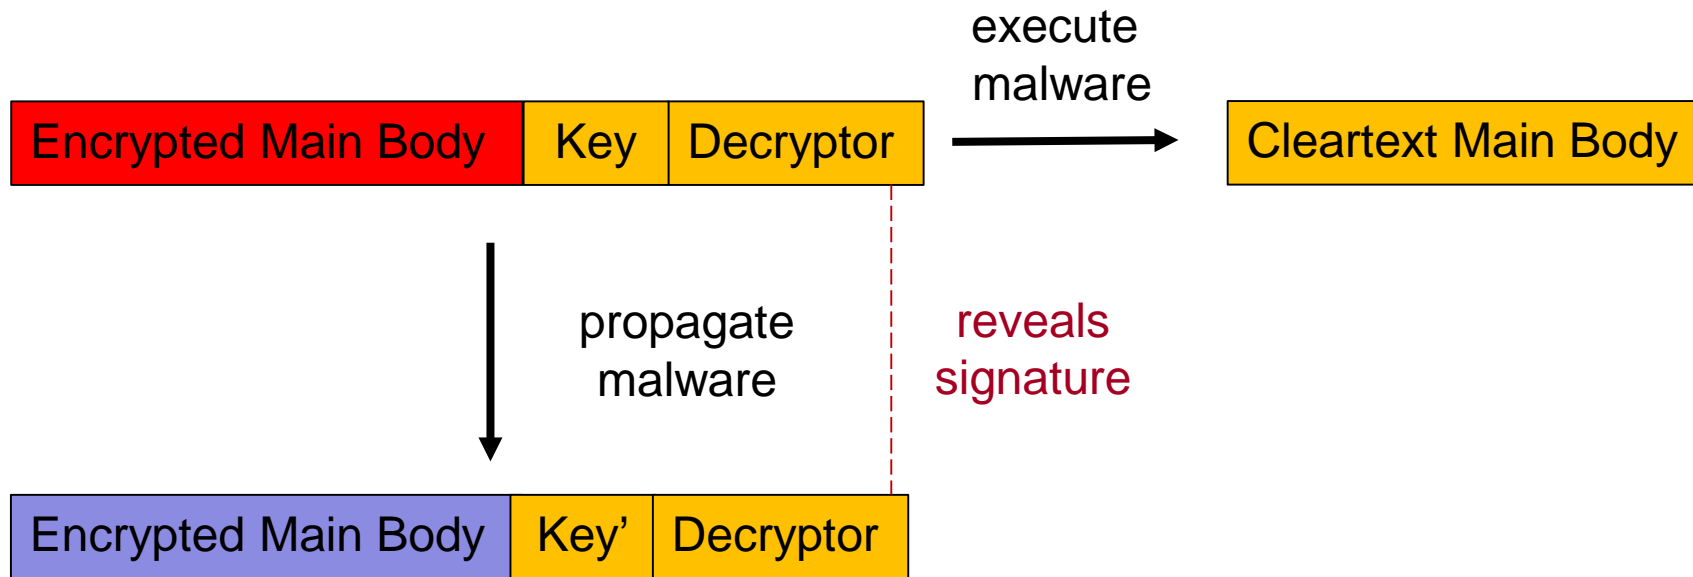 execute
malware
Encrypted Main Body Key Decryptor Cleartext Main Body
propagate
malware
reveals
signature
Encrypted Main Body Key’ Decryptor